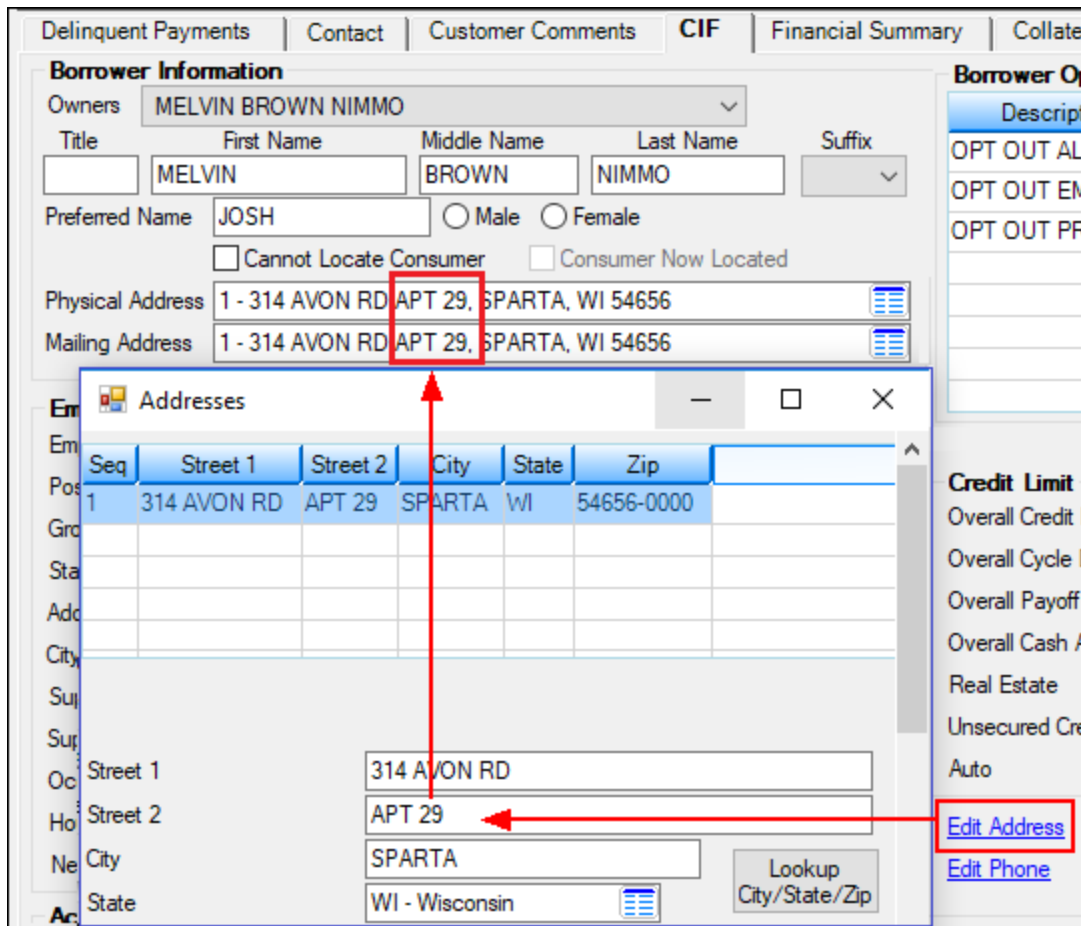 Delinquent Payments Contact Customer Comments CIF Financial Summary
Borrower Information
Owners MELVIN BROWN NIMMO
Title First Name Middle Name Last Name Suffix
MELVIN BROWN NIMMO
Preferred Name JOSH Male Female
Cannot Locate Consumer Consumer Now Located
Physical Address 1 - 314 AVON RD APT 29, SPARTA, WI 54656
Mailing Address 1 - 314 AVON RD APT 29, SPARTA, WI 54656
Borrower
OPT OUT
OPT OUT
OPT OUT
Addresses
Seq Street 1 Street 2 City State Zip
1 314 AVON RD APT 29 SPARTA WI 54656-0000
Street 1 314 AVON RD
Street 2 APT 29
City SPARTA
Lookup
City/State/Zip
State WI - Wisconsin
Credit Limit
Overall Credit
Overall Cycle
Overall Payoff
Overall Cash
Real Estate
Unsecured
Auto
Edit Address
Edit Phone